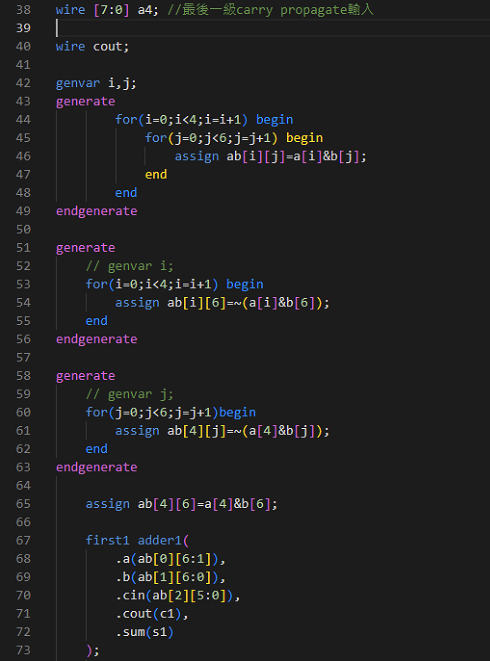 38 wire [7:0] a4; //最後一級carry propagate輸入
39
40 wire cout;
41
42 genvar i,j;
43 generate
44 for(i=0;i<4;i=i+1) begin
45 for(j=0;j<6;j=j+1) begin
46 assign ab[i][j]=a[i]&b[j];
47 end
48 end
49 endgenerate
50
51 generate
52 // genvar i;
53 for(i=0;i<4;i=i+1) begin
54 assign ab[i][6]=~(a[i]&b[6]);
55 end
56 endgenerate
57
58 generate
59 // genvar j;
60 for(j=0;j<6;j=j+1)begin
61 assign ab[4][j]=~(a[4]&b[j]);
62 end
63 endgenerate
64
65 assign ab[4][6]=a[4]&b[6];
66
67 first1 adder1(
68 .a(ab[0][6:1]),
69 .b(ab[1][6:0]),
70 .cin(ab[2][5:0]),
71 .cout(c1),
72 .sum(s1)
73 );